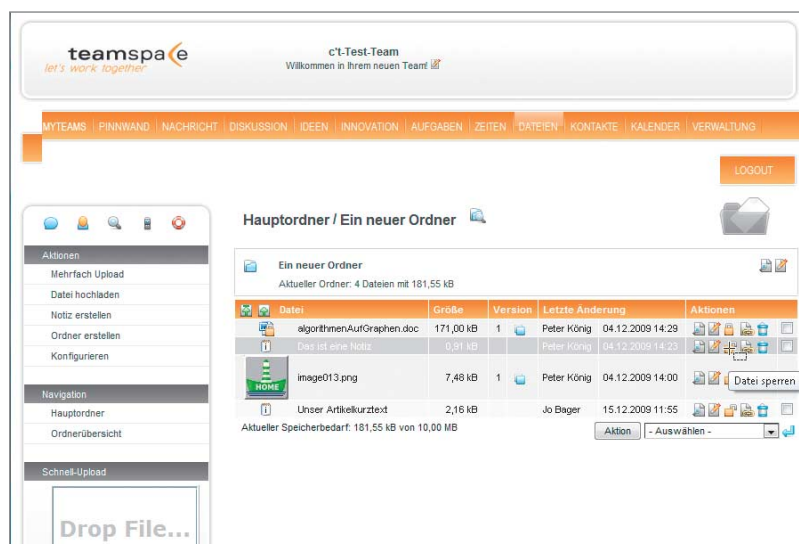 teamspace
let's work together
c't-Test-Team
Willkommen in Ihrem neuen Team!
MYTEAMS PINNWAND NACHRICHT DISKUSSION IDEEN INNOVATION AUFGABEN ZEITEN DATEIEN KONTAKTE KALENDER VERWALTUNG
LOGOUT
Hauptordner / Ein neuer Ordner
Aktionen
Mehrfach Upload
Datei hochladen
Notiz erstellen
Ordner erstellen
Konfigurieren
Navigation
Hauptordner
Ordnerübersicht
Schnell-Upload
Drop File...
Ein neuer Ordner
Aktueller Ordner: 4 Dateien mit 181,55 kB
Datei Größe Version Letzte Änderung Aktionen
algorithmenAufGraphen.doc 171,00 kB 1 Peter König 04.12.2009 14:29
Das ist eine Notiz 0,91 kB Peter König 04.12.2009 14:23
HOME image013.png 7,48 kB 1 Peter König 04.12.2009 14:00
Datei sperren
Unser Artikelkurztext 2,16 kB Jo Bager 15.12.2009 11:55
Aktueller Speicherbedarf: 181,55 kB von 10,00 MB
Aktion - Auswählen -